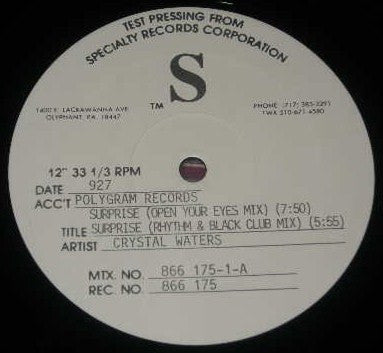 TEST PRESSING FROM
SPECIALTY RECORDS CORPORATION
S
TM
1400 E. LACKAWANNA AVE.
OLYPHANT, PA. 18447
PHONE (717) 383-3291
TWX 510-671-4580
12" 33 1/3 RPM
DATE 927
ACC'T POLYGRAM RECORDS
SURPRISE (OPEN YOUR EYES MIX) (7:50)
TITLE SURPRISE (RHYTHM & BLACK CLUB MIX) (5:55)
ARTIST CRYSTAL WATERS
MTX. NO. 866 175-1-A
REC. NO. 866 175